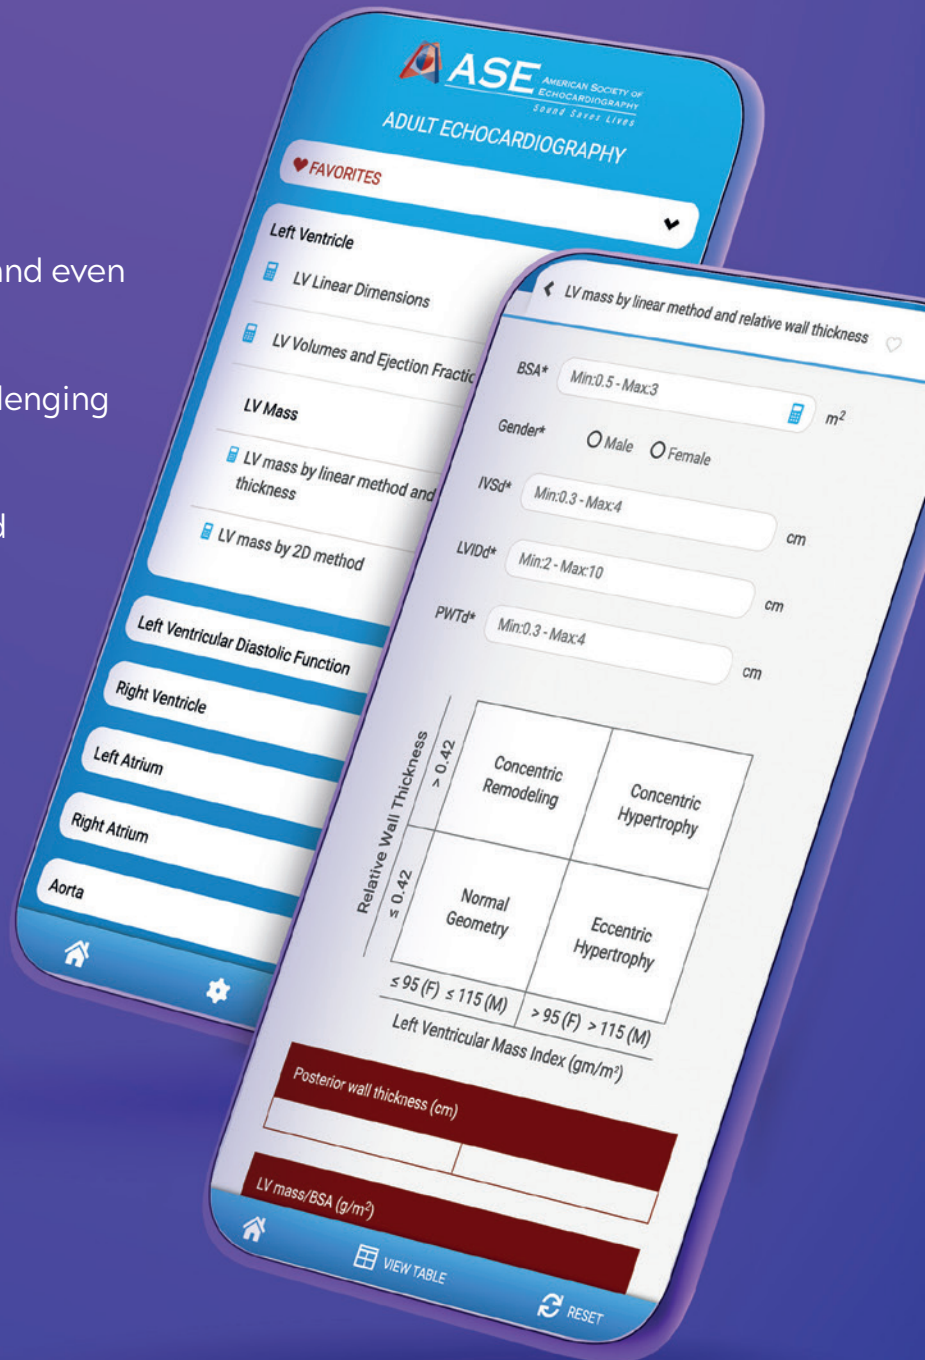 and even
lenging
d
ASE
AMERICAN SOCIETY OF
ECHOCARDIOGRAPHY
Sound Saves Lives
ADULT ECHOCARDIOGRAPHY
FAVORITES
Left Ventricle
LV Linear Dimensions
LV Volumes and Ejection Fractic
LV Mass
LV mass by linear method and
thickness
LV mass by 2D method
Left Ventricular Diastolic Function
Right Ventricle
Left Atrium
Right Atrium
Aorta
LV mass by linear method and relative wall thickness
BSA* Min:0.5 - Max:3 m²
Gender* Male Female
IVSd* Min:0.3 - Max:4 cm
LVIDd* Min:2 - Max:10 cm
PWTd* Min:0.3 - Max:4 cm
Relative Wall Thickness
> 0.42
Concentric
Remodeling
Concentric
Hypertrophy
≤ 0.42
Normal
Geometry
Eccentric
Hypertrophy
≤ 95 (F) ≤ 115 (M) > 95 (F) > 115 (M)
Left Ventricular Mass Index (gm/m²)
Posterior wall thickness (cm)
LV mass/BSA (g/m²)
VIEW TABLE
RESET